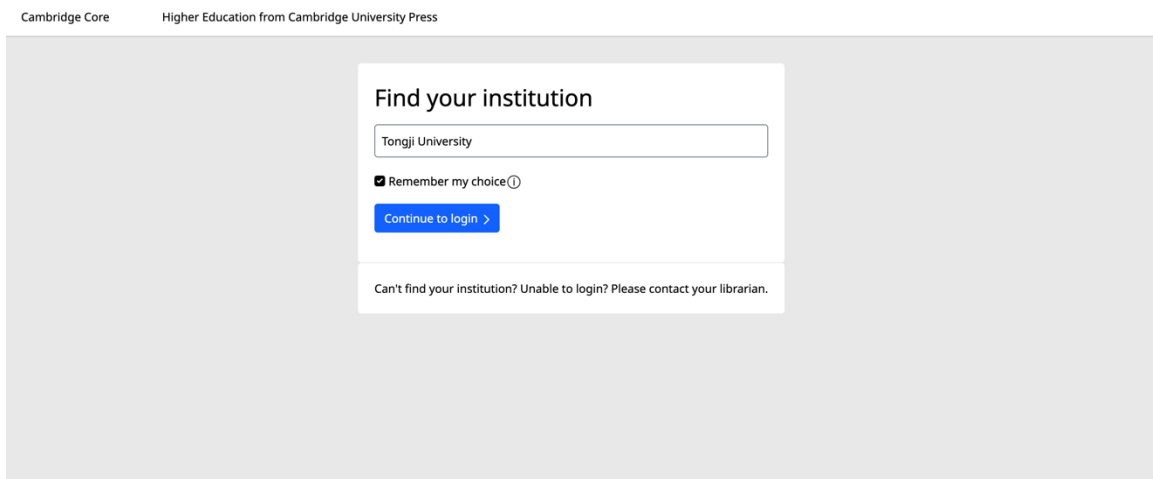 Cambridge Core Higher Education from Cambridge University Press
Find your institution
Tongji University
Remember my choice
Continue to login
Can't find your institution? Unable to login? Please contact your librarian.